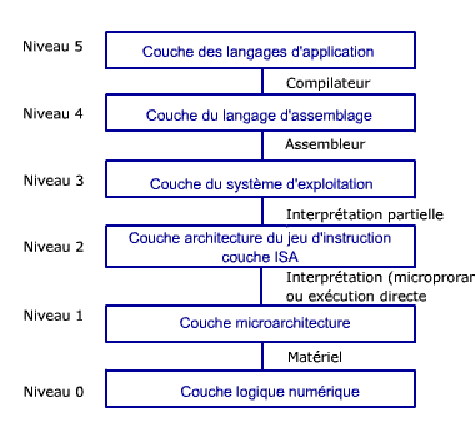 Niveau 5
Couche des langages d'application
Compilateur
Niveau 4
Couche du langage d'assemblage
Assembleur
Niveau 3
Couche du système d'exploitation
Interprétation partielle
Niveau 2
Couche architecture du jeu d'instruction
couche ISA
Interprétation (microproran
ou exécution directe
Niveau 1
Couche microarchitecture
Matériel
Niveau 0
Couche logique numérique